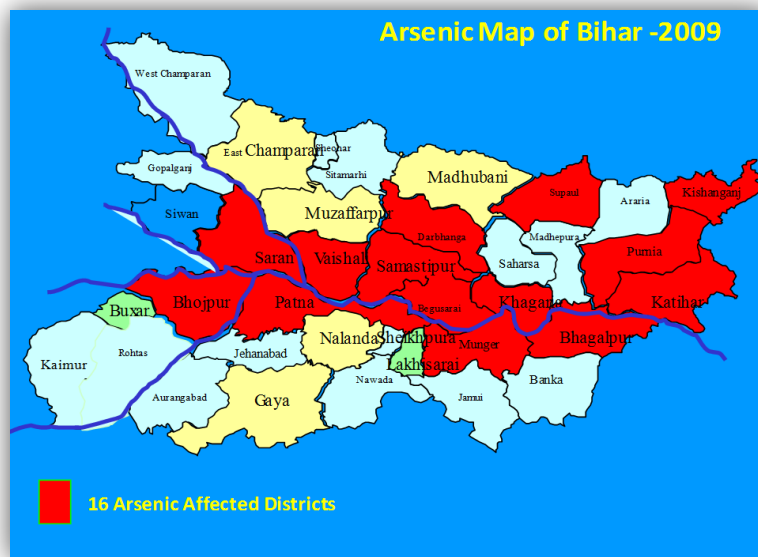 Arsenic Map of Bihar -2009
West Champaran
East Champaran
Sheohar
Sitamarhi
Gopalganj
Madhubani
Siwan
Muzaffarpur
Supaul
Araria
Kishanganj
Darbhanga
Madhepura
Saran
Vaishal
Samastipur
Saharsa
Purnia
Buxar
Bhojpur
Patna
Begusarai
Khagaria
Katihar
Kaimur
Rohtas
Jehanabad
Nalanda
Sheikhpura
Munger
Bhagalpur
Lakhisarai
Aurangabad
Gaya
Nawada
Jamui
Banka
16 Arsenic Affected Districts